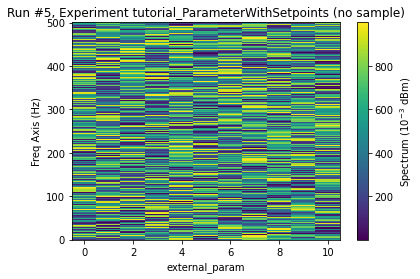 Run #5, Experiment tutorial_ParameterWithSetpoints (no sample)
500
400
300
200
100
0
Freq Axis (Hz)
0 2 4 6 8 10
external_param
800
600
400
200
Spectrum (10⁻³ dBm)